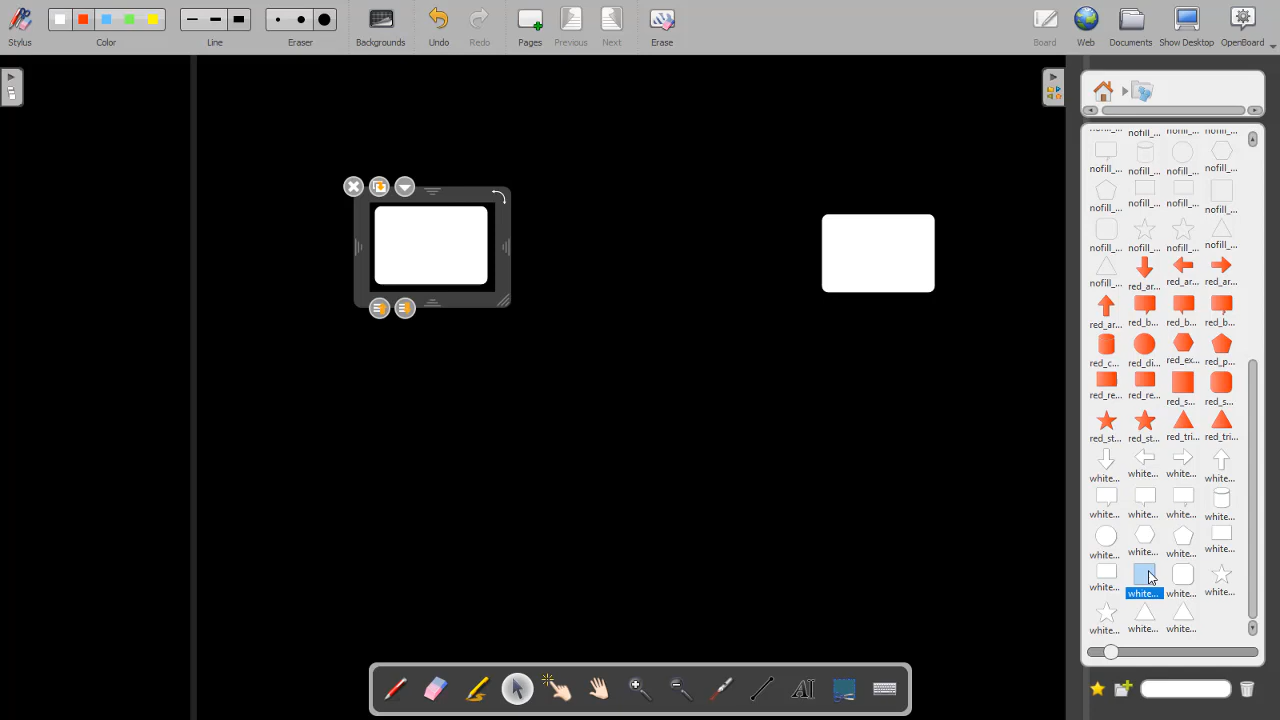 Stylus Color Line Eraser Backgrounds Undo Redo Pages Previous Next Erase Board Web Documents Show Desktop OpenBoard
nofill_... nofill_... nofill_... nofill_...
nofill_... nofill_... nofill_... nofill_...
nofill_... nofill_... nofill_... nofill_...
nofill_... nofill_... nofill_... nofill_...
nofill_... red_ar... red_ar... red_ar...
red_ar... red_b... red_b... red_b...
red_c... red_di... red_ex... red_p...
red_re... red_re... red_s... red_s...
red_st... red_st... red_tri... red_tri...
white... white... white... white...
white... white... white... white...
white... white... white... white...
white... white... white... white...
white... white... white...
AI